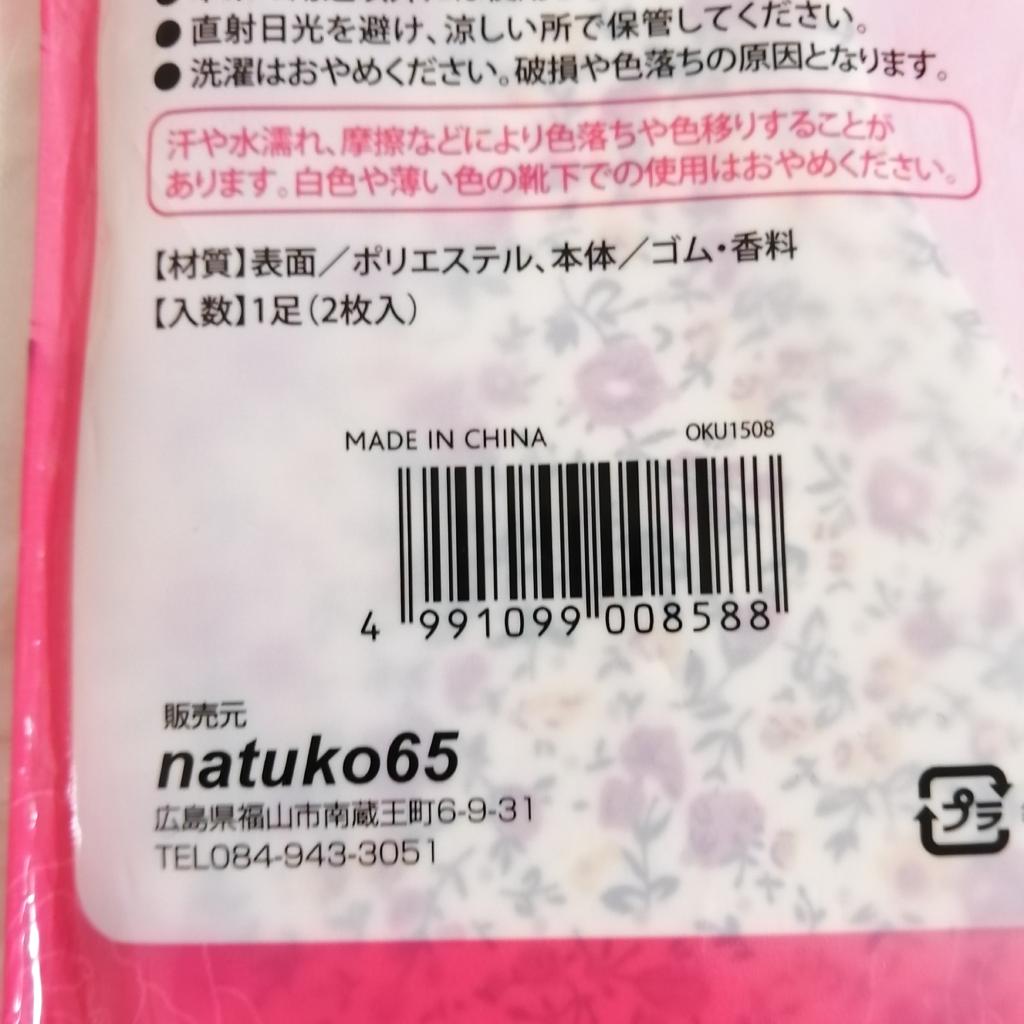 ●直射日光を避け、涼しい所で保管してください。
●洗濯はおやめください。破損や色落ちの原因となります。
汗や水濡れ、摩擦などにより色落ちや色移りすることが
あります。白色や薄い色の靴下での使用はおやめください。
【材質】表面／ポリエステル、本体／ゴム・香料
【入数】1足(2枚入)
MADE IN CHINA OKU1508
4 991099 008588
販売元
natuko65
広島県福山市南蔵王町6-9-31
TEL084-943-3051
プラ